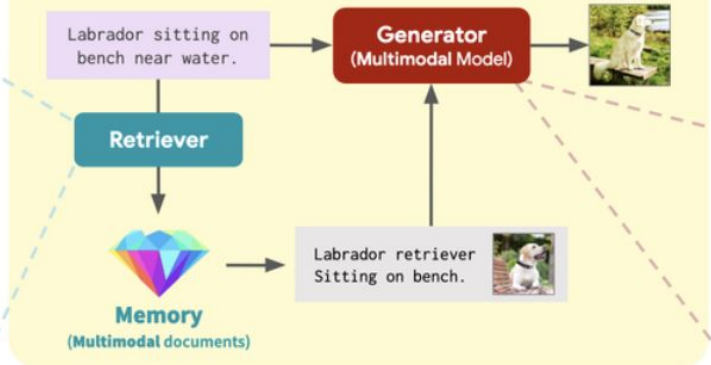 Labrador sitting on
bench near water.
Generator
(Multimodal Model)
Retriever
Labrador retriever
Sitting on bench.
Memory
(Multimodal documents)